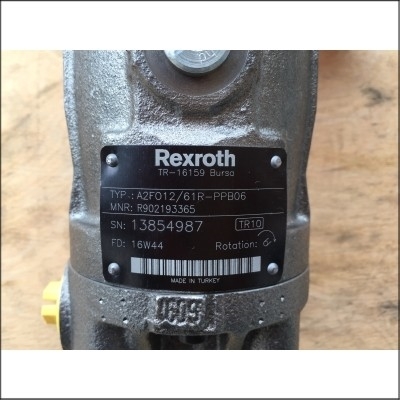 Rexroth
TR-16159 Bursa
TYP.: A2FO12/61R-PPB06
MNR: R902193365
SN: 13854987 TR10
FD: 16W44 Rotation:
MADE IN TURKEY